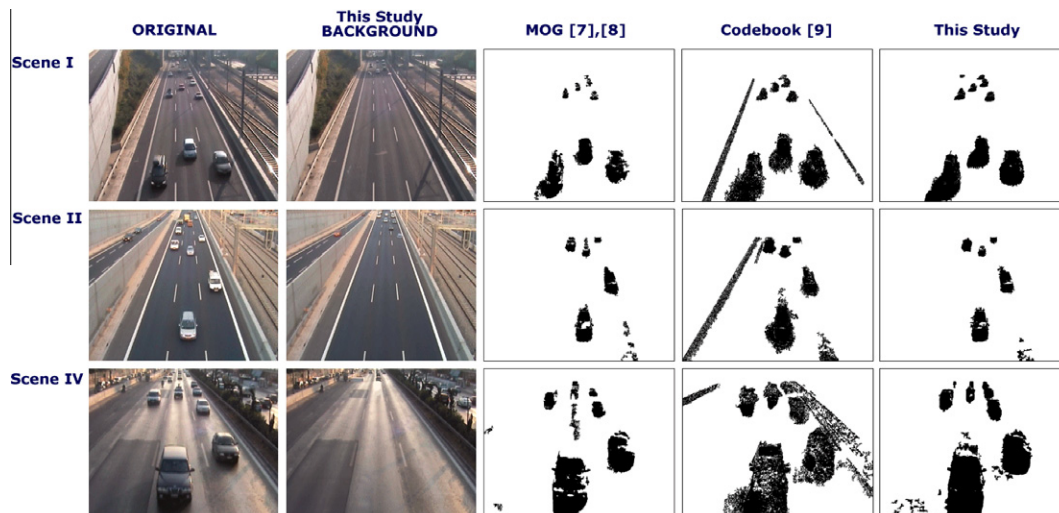 ORIGINAL
This Study
BACKGROUND
MOG [7],[8]
Codebook [9]
This Study
Scene I
Scene II
Scene IV